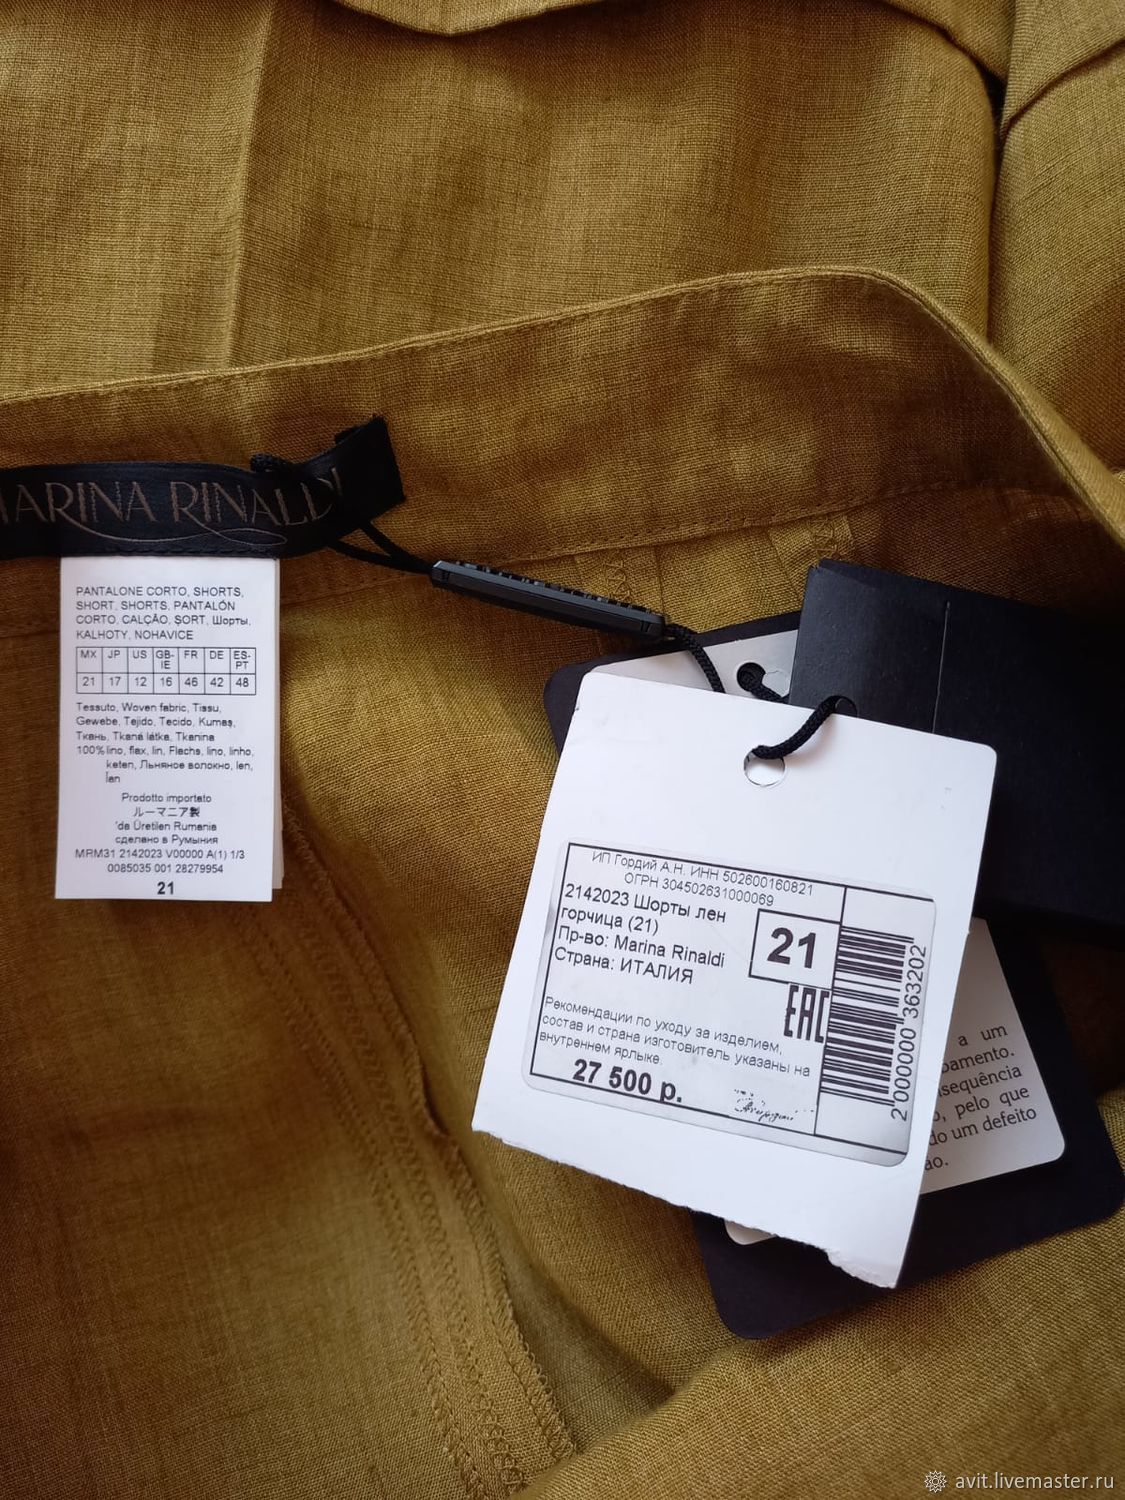 MARINA RINALDI
PANTALONE CORTO, SHORTS,
SHORT, SHORTS, PANTALÓN
CORTO, CALÇÃO, ŞORT, Шорты,
KALHOTY, NOHAVICE
MX JP US GB-IE FR DE ES-PT
21 17 12 16 46 42 48
Tessuto, Woven fabric, Tissu,
Gewebe, Tejido, Tecido, Kumaş,
Ткань, Tkaná látka, Tkanina
100% lino, flax, lin, Flachs, lino, linho,
keten, Льняное волокно, len,
ľan
Prodotto importato
ルーマニア製
'da Üretilen Rumania
сделано в Румыния
MRM31 2142023 V00000 A(1) 1/3
0085035 001 28279954
21
ИП Гордий А.Н. ИНН 502600160821
ОГРН 304502631000069
2142023 Шорты лен
горчица (21)
Пр-во: Marina Rinaldi
Страна: ИТАЛИЯ
21
EAC
Рекомендации по уходу за изделием,
состав и страна изготовитель указаны на
внутреннем ярлыке.
27 500 р.
2 000000 363202
a um
pamento.
nsequência
o, pelo que
do um defeito
ão.
avit.livemaster.ru